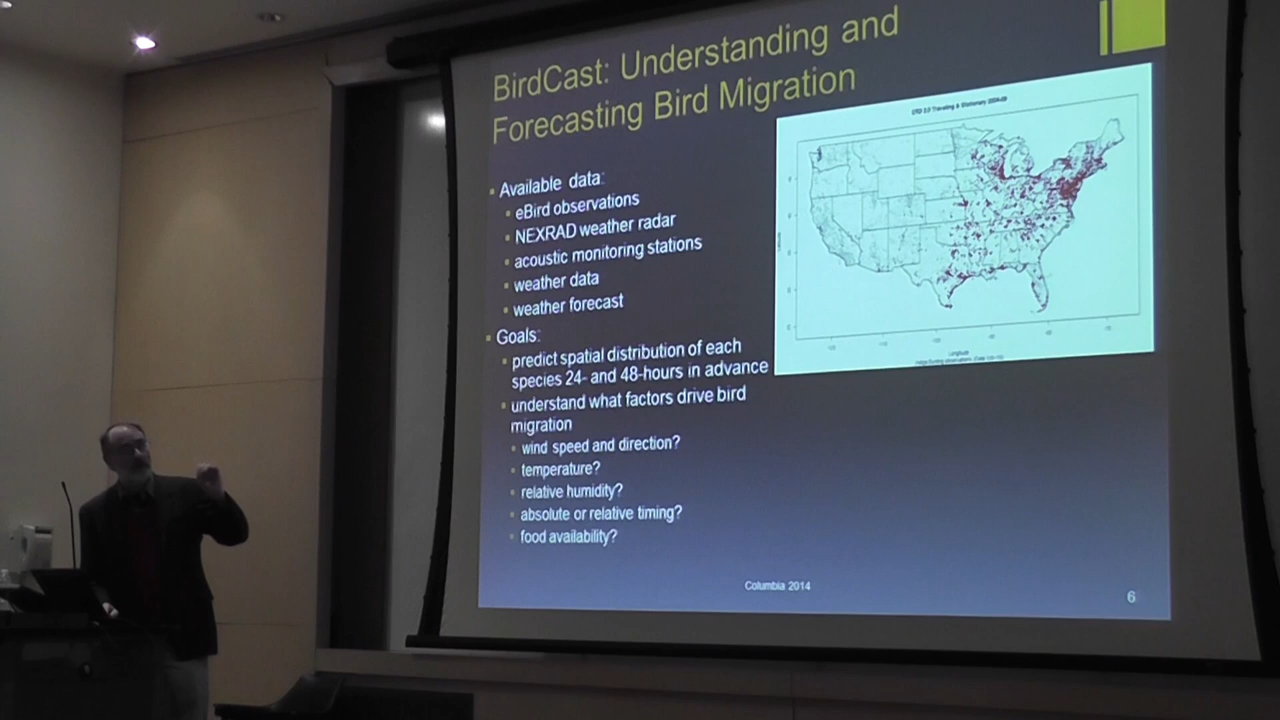 BirdCast: Understanding and
Forecasting Bird Migration
Available data:
eBird observations
NEXRAD weather radar
acoustic monitoring stations
weather data
weather forecast
Goals:
predict spatial distribution of each
species 24- and 48-hours in advance
understand what factors drive bird
migration
wind speed and direction?
temperature?
relative humidity?
absolute or relative timing?
food availability?
Longitude
Columbia 2014
6